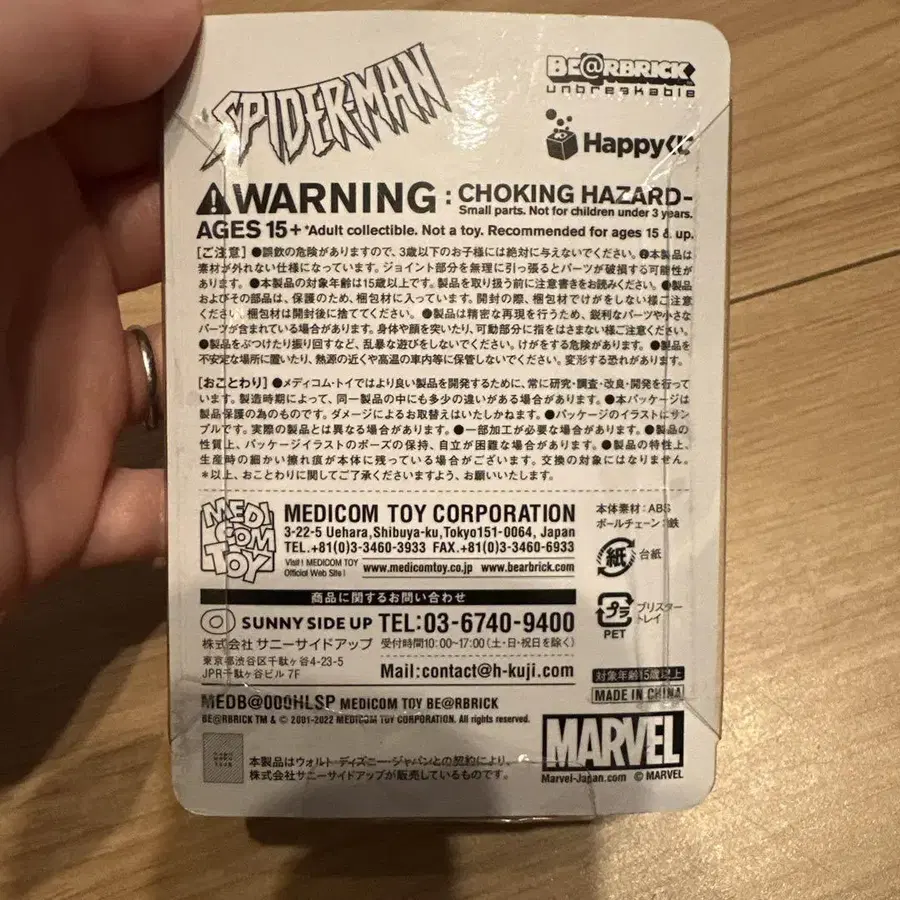 SPIDER-MAN
BE@RBRICK
unbreakable
Happyくじ
WARNING : CHOKING HAZARD-
Small parts. Not for children under 3 years.
AGES 15+ *Adult collectible. Not a toy. Recommended for ages 15 & up.
[ご注意] ●誤飲の危険がありますので、3歳以下のお子様には絶対に与えないでください。●本製品は
素材が外れない仕様になっています。ジョイント部分を無理に引っ張るとパーツが破損する可能性が
あります。●本製品の対象年齢は15歳以上です。製品を取り扱う前に注意書きをお読みください。●製品
およびその部品は、保護のため、梱包材に入っています。開封の際、梱包材でけがをしない様ご注意
ください。梱包材は開封後に捨ててください。●製品は精密な再現を行うため、鋭利なパーツや小さな
パーツが含まれている場合があります。身体や顔を突いたり、可動部分に指をはさまない様ご注意ください。
●製品をぶつけたり振り回すなど、乱暴な遊びをしないでください。けがをする危険があります。●製品を
不安定な場所に置いたり、熱源の近くや高温の車内等に保管しないでください。変形する恐れがあります。
[おことわり] ●メディコム・トイではより良い製品を開発するために、常に研究・調査・改良・開発を行って
います。製造時期によって、同一製品の中にも多少の違いがある場合があります。●本パッケージは
製品保護の為のものです。ダメージによるお取替えはいたしかねます。●パッケージのイラストはサン
プルです。実際の製品とは異なる場合があります。●一部加工が必要な場合があります。●製品の
性質上、パッケージイラストのポーズの保持、自立が困難な場合があります。●製品の特性上、
生産時の細かい擦れ痕が本体に残っている場合がございます。交換の対象にはなりません。
*以上、おことわりに関してご了承くださいますよう、お願いいたします。
MEDI
COM
TOY
MEDICOM TOY CORPORATION
3-22-5 Uehara,Shibuya-ku,Tokyo151-0064, Japan
TEL.+81(0)3-3460-3933 FAX.+81(0)3-3460-6933
Visit ! MEDICOM TOY
Official Web Site !
www.medicomtoy.co.jp www.bearbrick.com
本体素材:ABS
ボールチェーン:鉄
紙 台紙
プラ ブリスター
トレイ
PET
商品に関するお問い合わせ
SUNNY SIDE UP TEL:03-6740-9400
株式会社 サニーサイドアップ 受付時間10:00~17:00(土・日・祝日を除く)
東京都渋谷区千駄ヶ谷4-23-5
JPR千駄ヶ谷ビル 7F
Mail:contact@h-kuji.com
対象年齢15歳以上
MADE IN CHINA
MEDB@000HLSP MEDICOM TOY BE@RBRICK
BE@RBRICK TM & © 2001-2022 MEDICOM TOY CORPORATION. All rights reserved.
本製品はウォルト・ディズニー・ジャパンとの契約により、
株式会社サニーサイドアップが販売しているものです。
MARVEL
Marvel-Japan.com © MARVEL